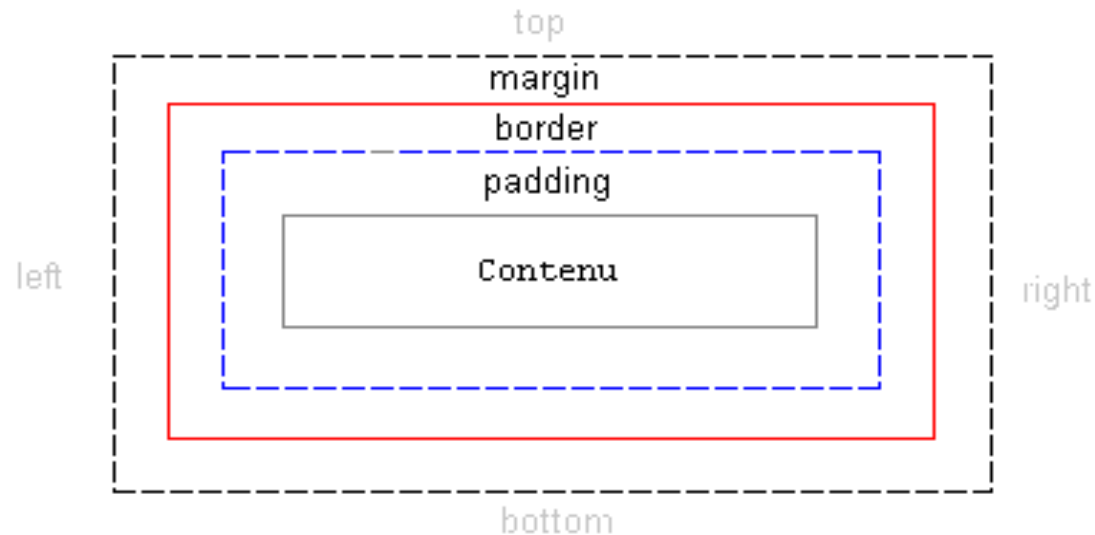 top
margin
border
padding
Contenu
left
right
bottom